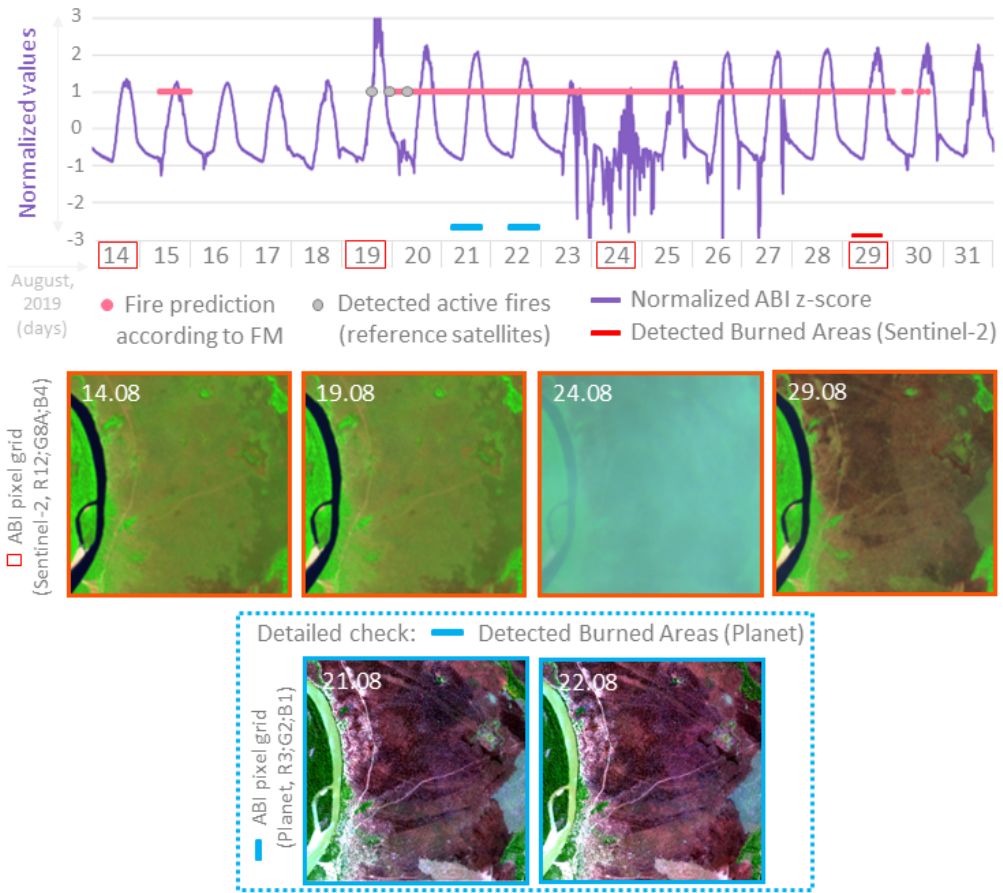 Normalized values
3
2
1
0
-1
-2
-3
14 15 16 17 18 19 20 21 22 23 24 25 26 27 28 29 30 31
August,
2019
(days)
Fire prediction
according to FM
Detected active fires
(reference satellites)
Normalized ABI z-score
Detected Burned Areas (Sentinel-2)
ABI pixel grid
(Sentinel-2, R12;G8A;B4)
14.08
19.08
24.08
29.08
Detailed check:
Detected Burned Areas (Planet)
ABI pixel grid
(Planet, R3;G2;B1)
21.08
22.08